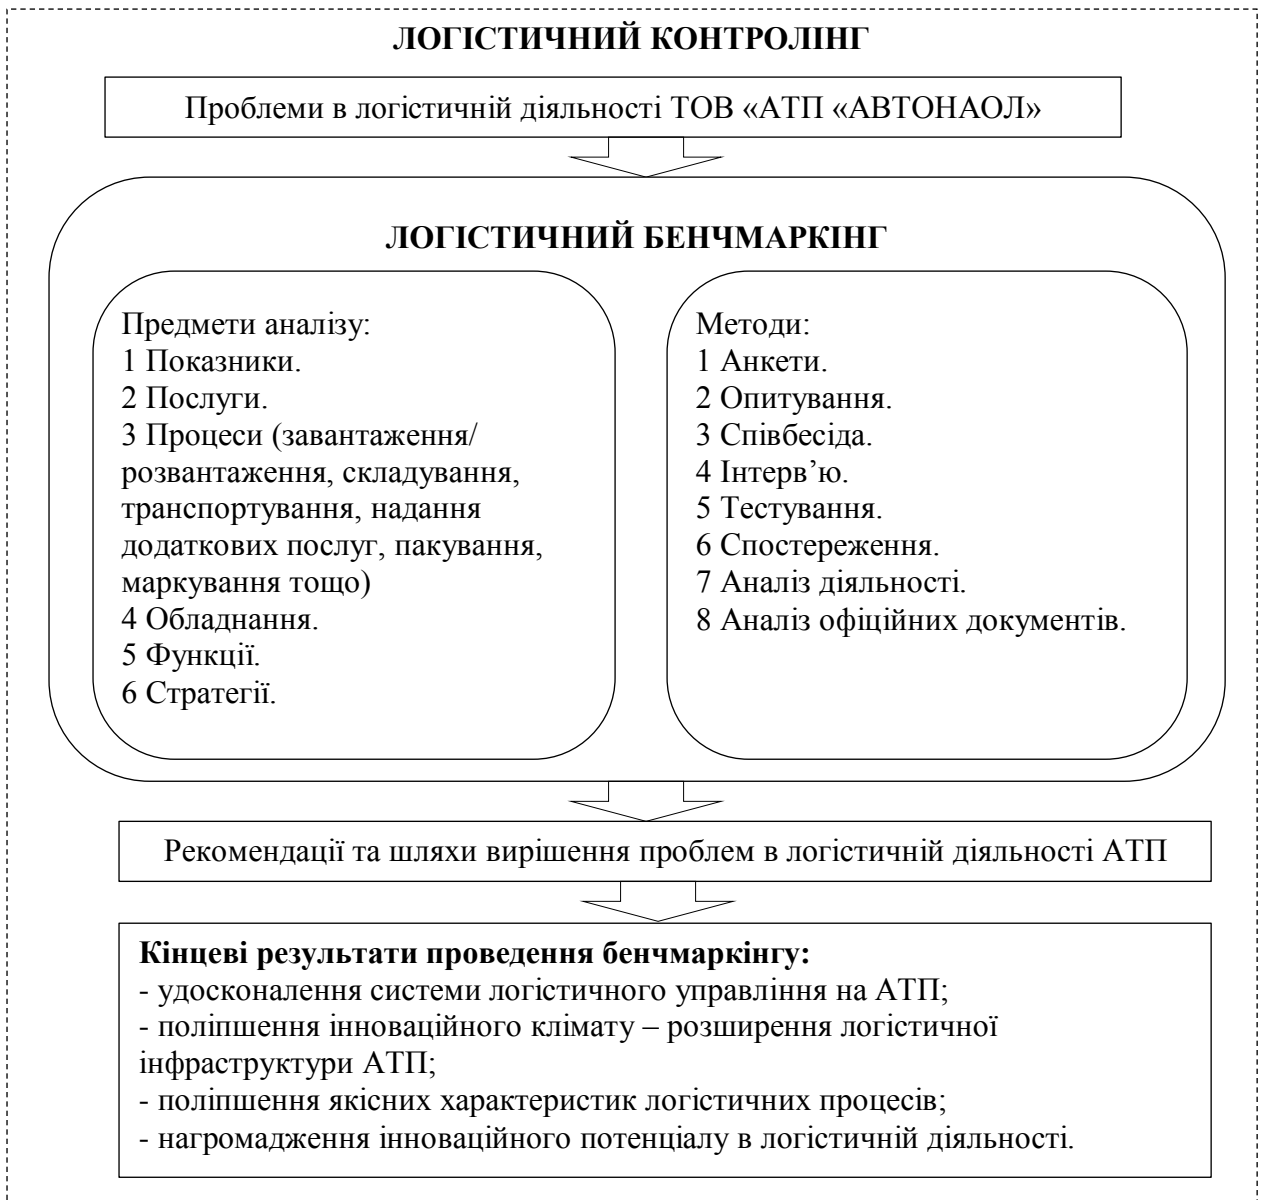 ЛОГІСТИЧНИЙ КОНТРОЛІНГ
Проблеми в логістичній діяльності ТОВ «АТП «АВТОНАОЛ»
ЛОГІСТИЧНИЙ БЕНЧМАРКІНГ
Предмети аналізу:
1 Показники.
2 Послуги.
3 Процеси (завантаження/
розвантаження, складування,
транспортування, надання
додаткових послуг, пакування,
маркування тощо)
4 Обладнання.
5 Функції.
6 Стратегії.
Методи:
1 Анкети.
2 Опитування.
3 Співбесіда.
4 Інтерв’ю.
5 Тестування.
6 Спостереження.
7 Аналіз діяльності.
8 Аналіз офіційних документів.
Рекомендації та шляхи вирішення проблем в логістичній діяльності АТП
Кінцеві результати проведення бенчмаркінгу:
- удосконалення системи логістичного управління на АТП;
- поліпшення інноваційного клімату – розширення логістичної
інфраструктури АТП;
- поліпшення якісних характеристик логістичних процесів;
- нагромадження інноваційного потенціалу в логістичній діяльності.